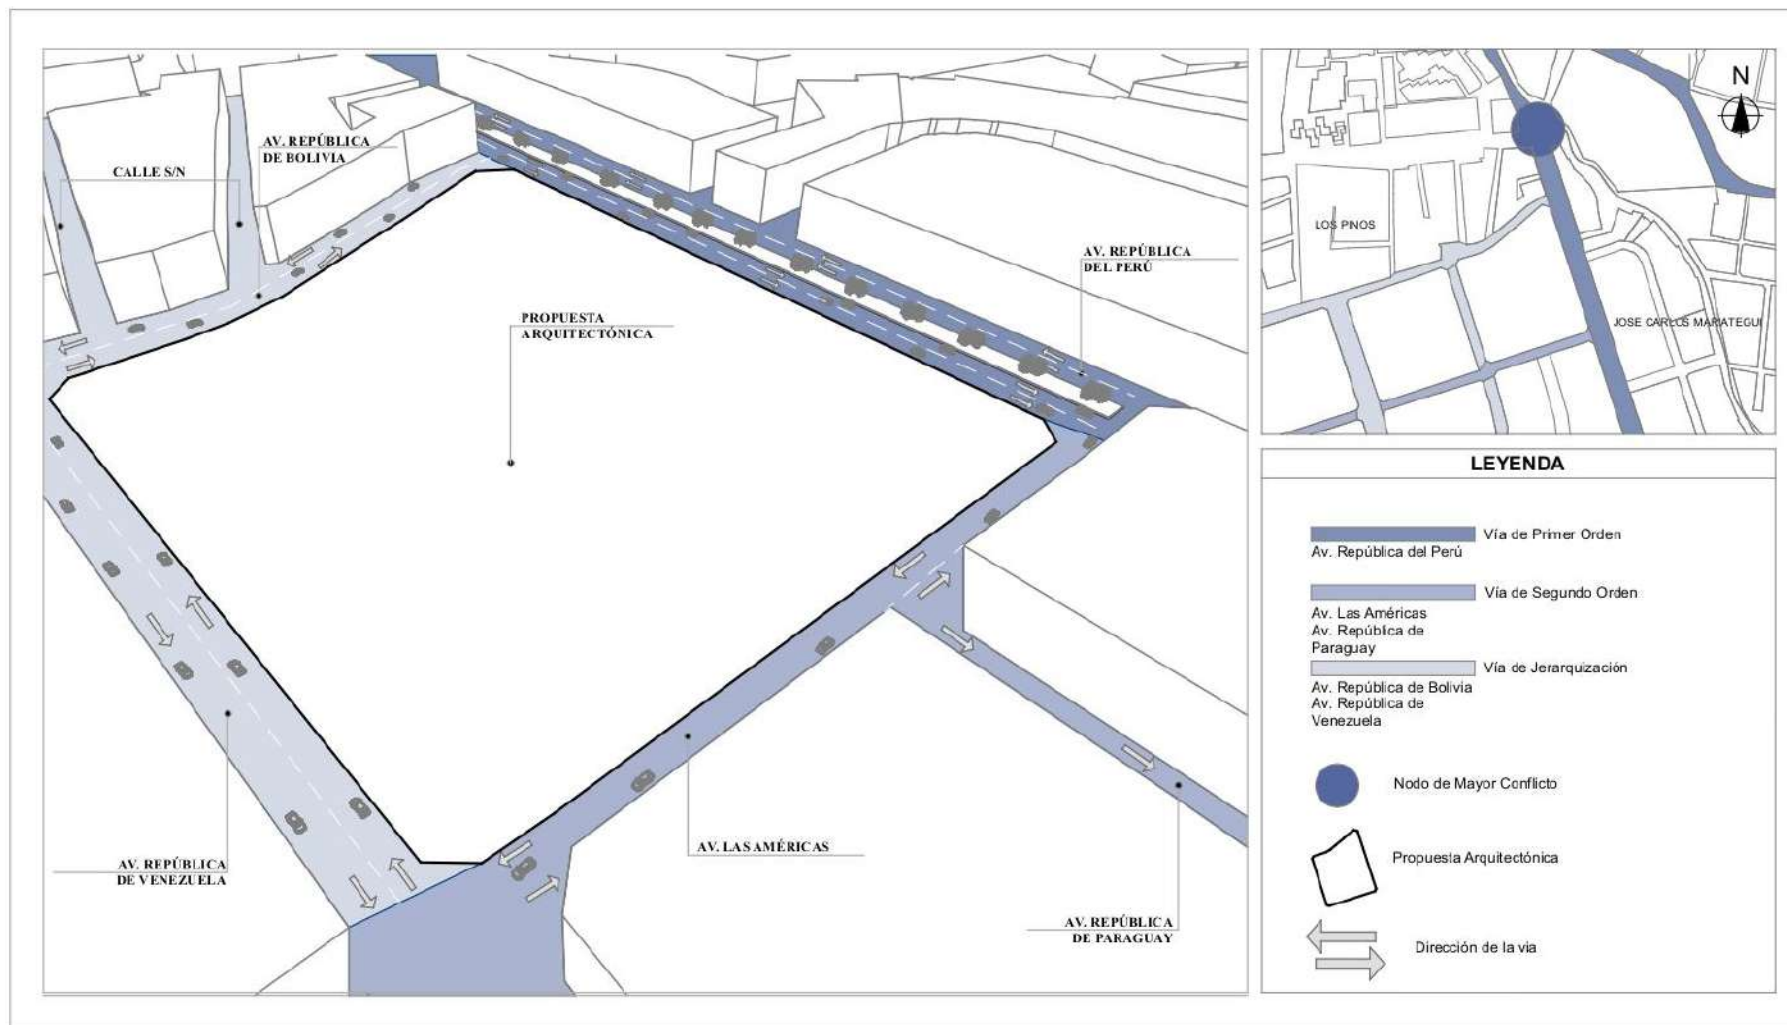 AV. REPÚBLICA
DE BOLIVIA
CALLE S/N
AV. REPÚBLICA
DEL PERÚ
PROPUESTA
ARQUITECTÓNICA
AV. LAS AMÉRICAS
AV. REPÚBLICA
DE VENEZUELA
AV. REPÚBLICA
DE PARAGUAY
N
LOS PINOS
JOSE CARLOS MARIATEGUI
LEYENDA
Vía de Primer Orden
Av. República del Perú
Vía de Segundo Orden
Av. Las Américas
Av. República de
Paraguay
Vía de Jerarquización
Av. República de Bolivia
Av. República de
Venezuela
Nodo de Mayor Conflicto
Propuesta Arquitectónica
Dirección de la via